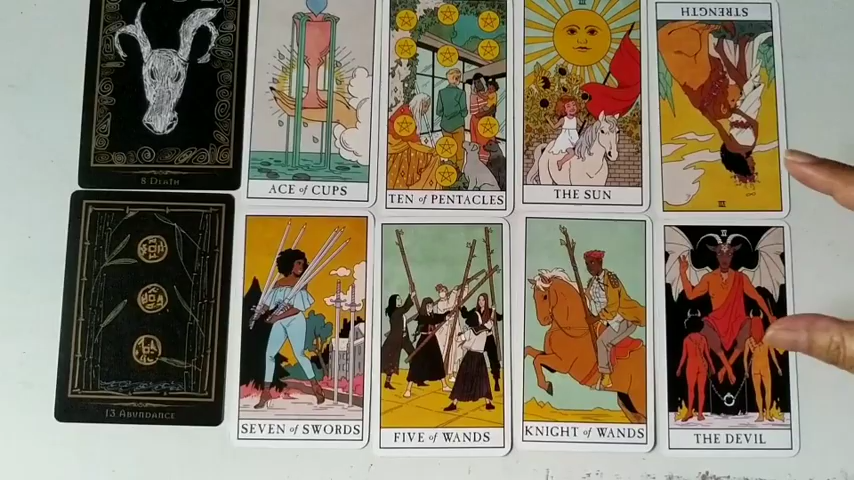 8 DEATH
ACE of CUPS
TEN of PENTACLES
THE SUN
STRENGTH
13 ABUNDANCE
SEVEN of SWORDS
FIVE of WANDS
KNIGHT of WANDS
THE DEVIL